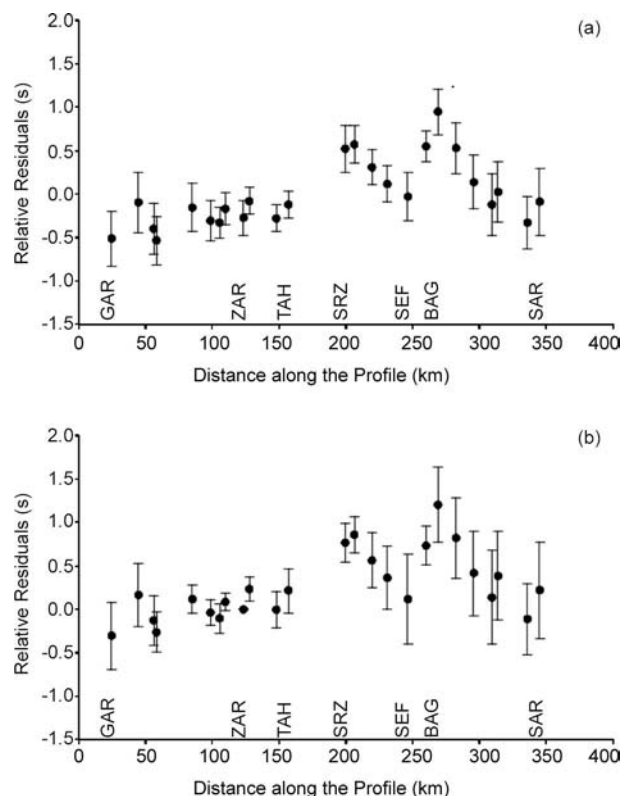 (a)
2.0
1.5
1.0
0.5
0.0
-0.5
-1.0
-1.5
Relative Residuals (s)
GAR
ZAR
TAH
SRZ
SEF
BAG
SAR
0 50 100 150 200 250 300 350 400
Distance along the Profile (km)
(b)
2.0
1.5
1.0
0.5
0.0
-0.5
-1.0
-1.5
Relative Residuals (s)
GAR
ZAR
TAH
SRZ
SEF
BAG
SAR
0 50 100 150 200 250 300 350 400
Distance along the Profile (km)